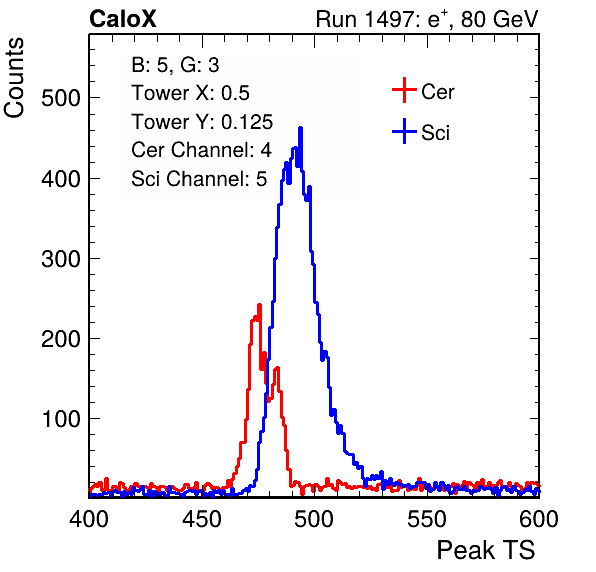 CaloX
Run 1497: e⁺, 80 GeV
Counts
B: 5, G: 3
Tower X: 0.5
Tower Y: 0.125
Cer Channel: 4
Sci Channel: 5
Cer
Sci
500
400
300
200
100
400 450 500 550 600
Peak TS